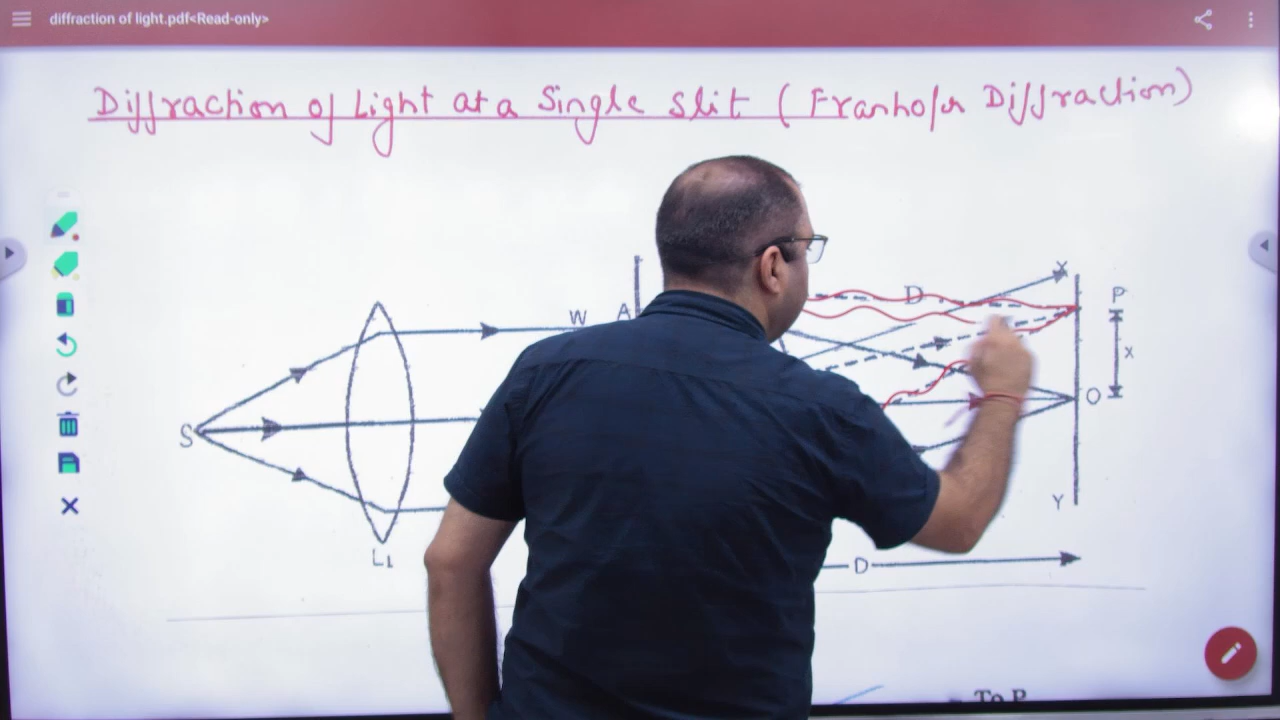 diffraction of light.pdf<Read-only>
Diffraction of Light at a Single Slit ( Franhofer Diffraction)
X
D
P
W
A
x
O
S
Y
L1
D
To P